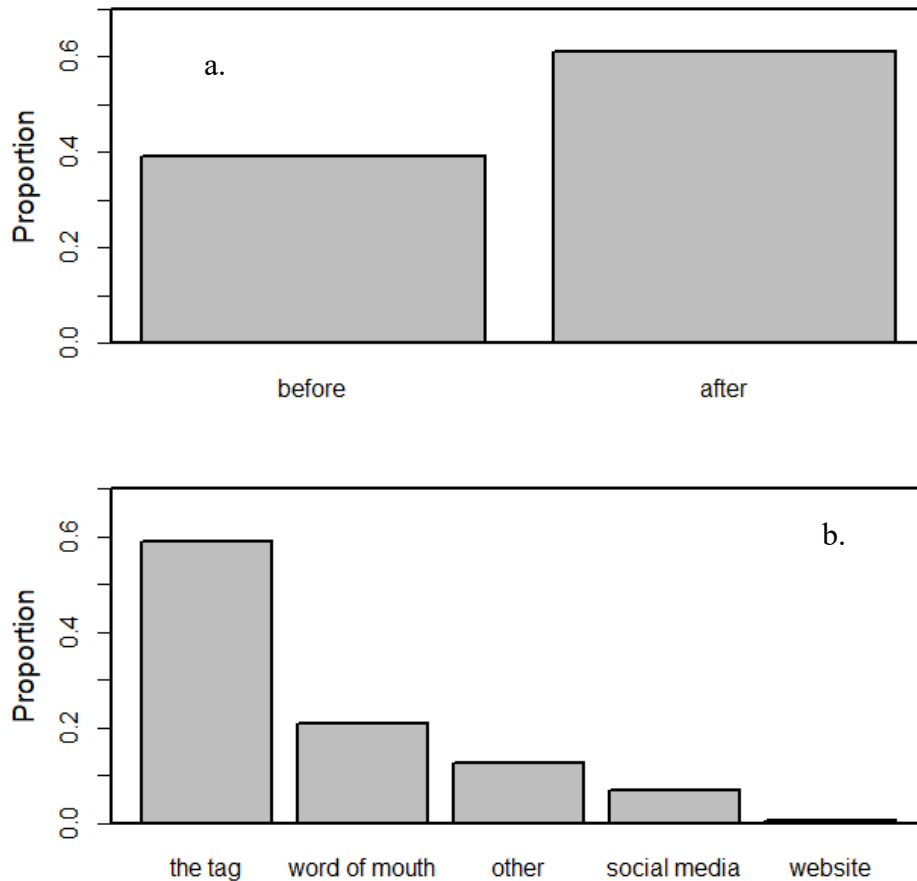 a.
Proportion
0.6
0.4
0.2
0.0
before after
b.
Proportion
0.6
0.4
0.2
0.0
the tag word of mouth other social media website